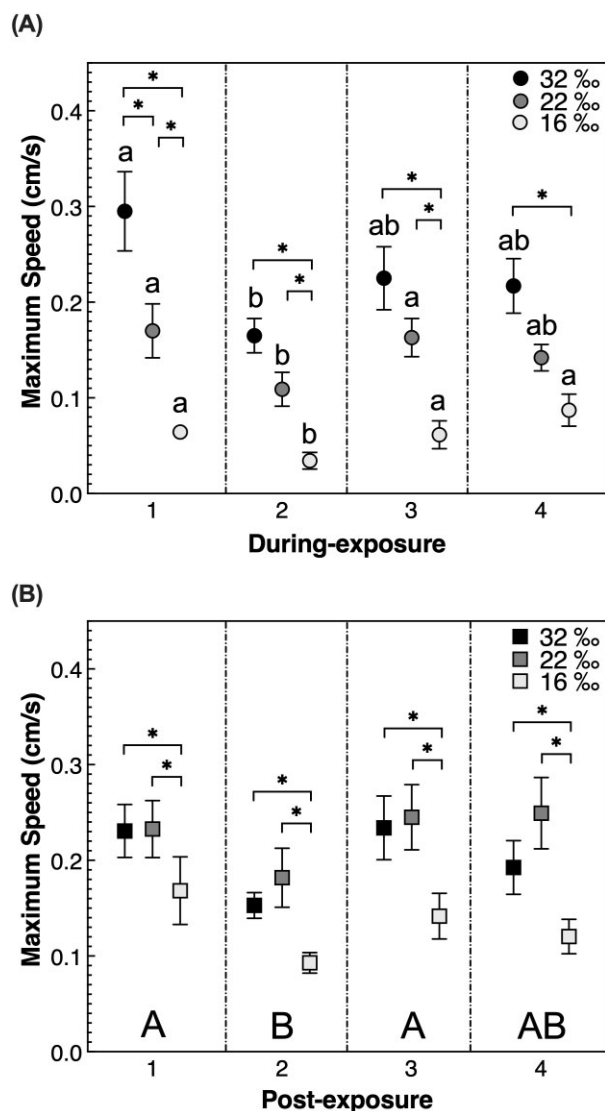 (A)
Maximum Speed (cm/s)
0.4
0.3
0.2
0.1
0.0
32 ‰
22 ‰
16 ‰
*
*
*
a
a
a
*
*
b
b
b
*
*
ab
a
a
*
ab
ab
a
1 2 3 4
During-exposure
(B)
Maximum Speed (cm/s)
0.4
0.3
0.2
0.1
0.0
32 ‰
22 ‰
16 ‰
*
*
*
*
*
*
*
*
A B A AB
1 2 3 4
Post-exposure